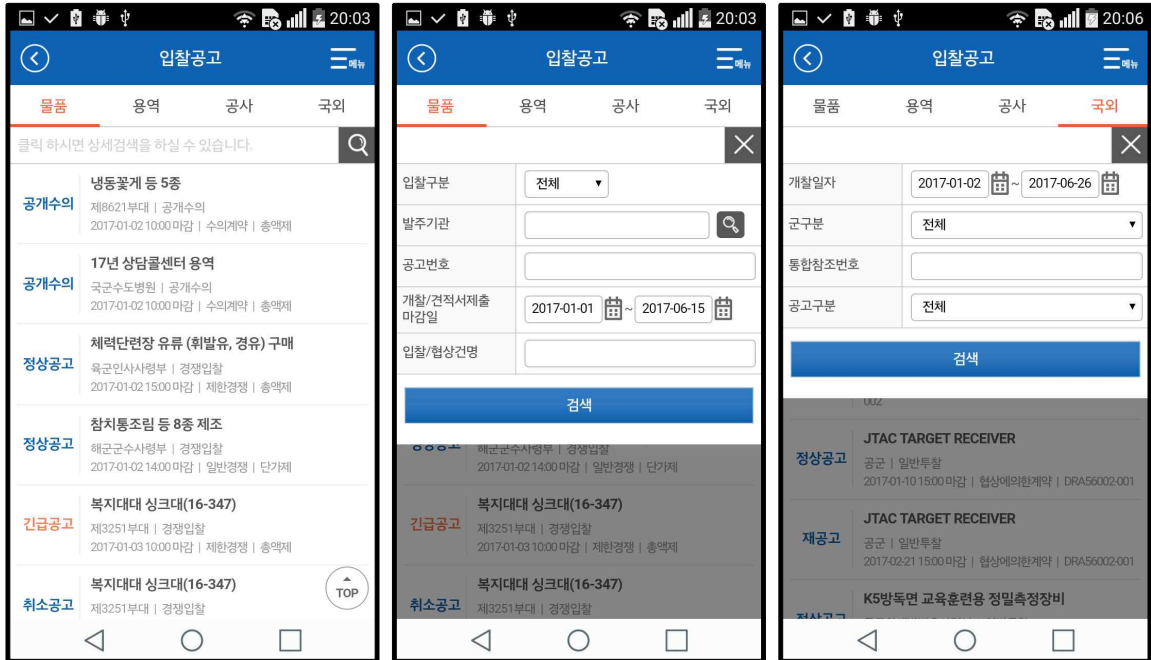 20:03
입찰공고
메뉴
물품 용역 공사 국외
클릭 하시면 상세검색을 하실 수 있습니다.
공개수의
냉동꽃게 등 5종
제8621부대 | 공개수의
2017-01-02 10:00 마감 | 수의계약 | 총액제
공개수의
17년 상담콜센터 용역
국군수도병원 | 공개수의
2017-01-02 10:00 마감 | 수의계약 | 총액제
정상공고
체력단련장 유류 (휘발유, 경유) 구매
육군인사사령부 | 경쟁입찰
2017-01-02 15:00 마감 | 제한경쟁 | 총액제
정상공고
참치통조림 등 8종 제조
해군군수사령부 | 경쟁입찰
2017-01-02 14:00 마감 | 일반경쟁 | 단가제
긴급공고
복지대대 싱크대(16-347)
제3251부대 | 경쟁입찰
2017-01-03 10:00 마감 | 제한경쟁 | 총액제
취소공고
복지대대 싱크대(16-347)
제3251부대 | 경쟁입찰
TOP
20:03
입찰공고
메뉴
물품 용역 공사 국외
입찰구분 전체
발주기관
공고번호
개찰/견적서제출
마감일
2017-01-01 ~ 2017-06-15
입찰/협상건명
검색
해군군수사령부 | 경쟁입찰
2017-01-02 14:00 마감 | 일반경쟁 | 단가제
긴급공고
복지대대 싱크대(16-347)
제3251부대 | 경쟁입찰
2017-01-03 10:00 마감 | 제한경쟁 | 총액제
취소공고
복지대대 싱크대(16-347)
제3251부대 | 경쟁입찰
20:06
입찰공고
메뉴
물품 용역 공사 국외
개찰일자 2017-01-02 ~ 2017-06-26
군구분 전체
통합참조번호
공고구분 전체
검색
002
정상공고
JTAC TARGET RECEIVER
공군 | 일반투찰
2017-01-10 15:00 마감 | 협상에의한계약 | DRA56002-001
재공고
JTAC TARGET RECEIVER
공군 | 일반투찰
2017-02-21 15:00 마감 | 협상에의한계약 | DRA56002-001
K5방독면 교육훈련용 정밀측정장비